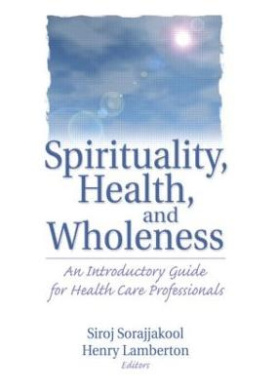 Spirituality,
Health,
and
Wholeness
An Introductory Guide
for Health Care Professionals
Siroj Sorajjakool
Henry Lamberton
Editors